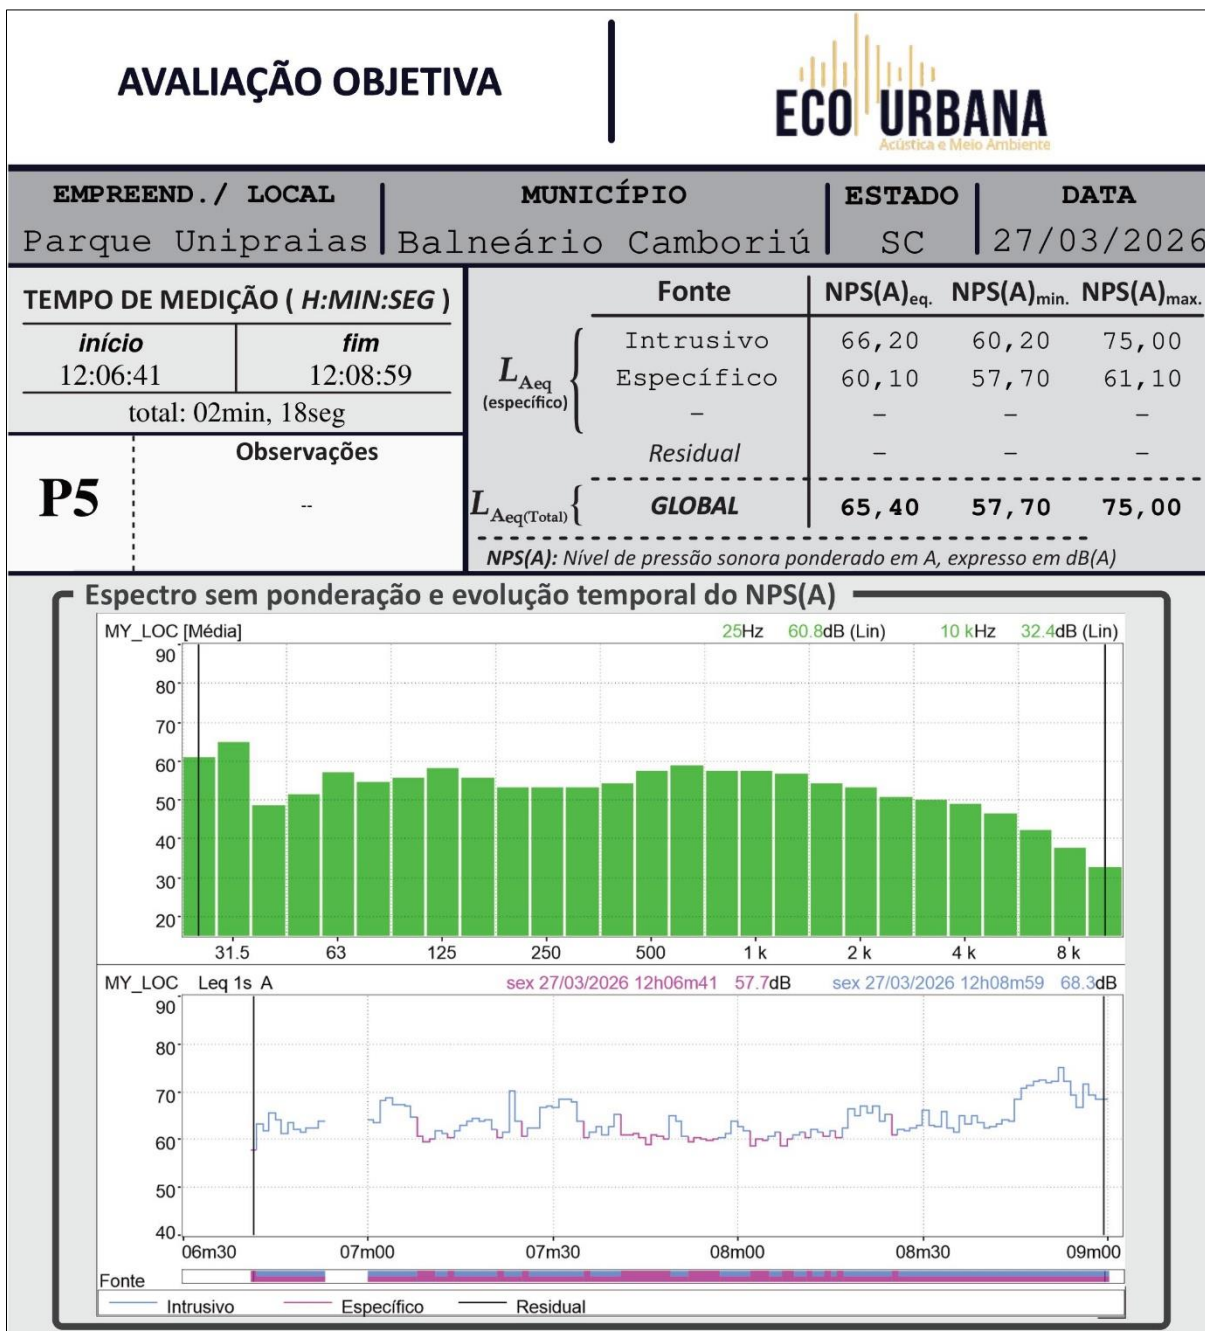 AVALIAÇÃO OBJETIVA
ECO URBANA
Acústica e Meio Ambiente
EMPREEND./ LOCAL MUNICÍPIO ESTADO DATA
Parque Unipraias Balneário Camboriú SC 27/03/2026
TEMPO DE MEDIÇÃO ( H:MIN:SEG )
início fim
12:06:41 12:08:59
total: 02min, 18seg
P5
Observações
--
Fonte NPS(A)eq. NPS(A)min. NPS(A)max.
LAeq (específico)
Intrusivo 66,20 60,20 75,00
Específico 60,10 57,70 61,10
– – – –
Residual – – –
LAeq(Total) GLOBAL 65,40 57,70 75,00
NPS(A): Nível de pressão sonora ponderado em A, expresso em dB(A)
Espectro sem ponderação e evolução temporal do NPS(A)
MY_LOC [Média] 25Hz 60.8dB (Lin) 10 kHz 32.4dB (Lin)
90
80
70
60
50
40
30
20
31.5 63 125 250 500 1 k 2 k 4 k 8 k
MY_LOC Leq 1s A sex 27/03/2026 12h06m41 57.7dB sex 27/03/2026 12h08m59 68.3dB
90
80
70
60
50
40
06m30 07m00 07m30 08m00 08m30 09m00
Fonte
Intrusivo Específico Residual